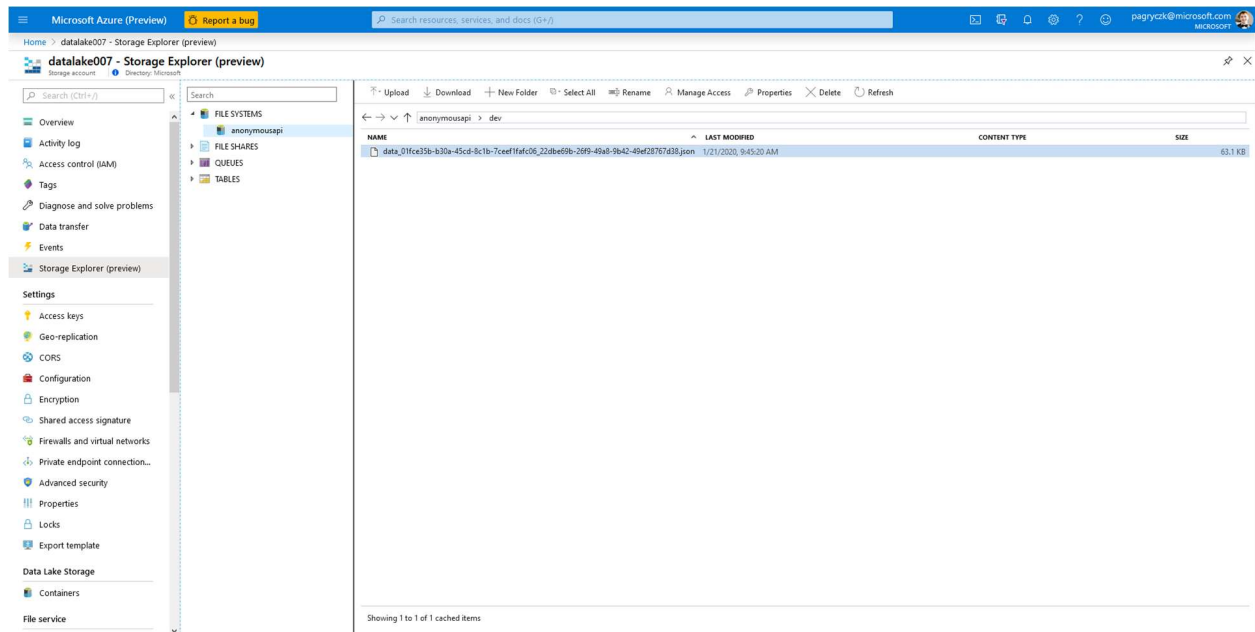 Microsoft Azure (Preview)
Report a bug
Search resources, services, and docs (G+/)
pagryczk@microsoft.com
MICROSOFT
Home > datalake007 - Storage Explorer (preview)
datalake007 - Storage Explorer (preview)
Storage account
Directory: Microsoft
Search (Ctrl+/)
Overview
Activity log
Access control (IAM)
Tags
Diagnose and solve problems
Data transfer
Events
Storage Explorer (preview)
Settings
Access keys
Geo-replication
CORS
Configuration
Encryption
Shared access signature
Firewalls and virtual networks
Private endpoint connection...
Advanced security
Properties
Locks
Export template
Data Lake Storage
Containers
File service
Search
FILE SYSTEMS
anonymousapi
FILE SHARES
QUEUES
TABLES
Upload Download New Folder Select All Rename Manage Access Properties Delete Refresh
anonymousapi > dev
NAME LAST MODIFIED CONTENT TYPE SIZE
data_01fce35b-b30a-45cd-8c1b-7ceef1fafc06_22dbe69b-26f9-49a8-9b42-49ef28767d38.json 1/21/2020, 9:45:20 AM 63.1 KB
Showing 1 to 1 of 1 cached items